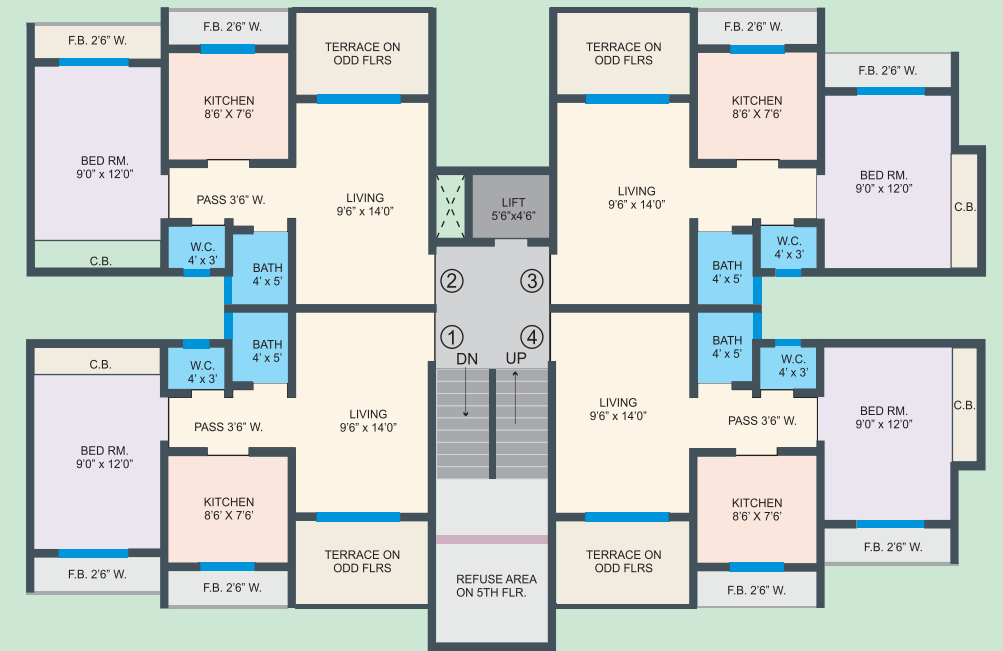 F.B. 2'6" W.
F.B. 2'6" W.
TERRACE ON
ODD FLRS
KITCHEN
8'6' X 7'6'
BED RM.
9'0" x 12'0"
PASS 3'6" W.
LIVING
9'6" x 14'0"
W.C.
4' x 3'
BATH
4' x 5'
C.B.
LIFT
5'6"x4'6"
TERRACE ON
ODD FLRS
F.B. 2'6" W.
F.B. 2'6" W.
KITCHEN
8'6' X 7'6'
LIVING
9'6" x 14'0"
BED RM.
9'0" x 12'0"
C.B.
W.C.
4' x 3'
BATH
4' x 5'
2
3
1
4
DN
UP
C.B.
W.C.
4' x 3'
BATH
4' x 5'
PASS 3'6" W.
LIVING
9'6" x 14'0"
BED RM.
9'0" x 12'0"
KITCHEN
8'6' X 7'6'
F.B. 2'6" W.
F.B. 2'6" W.
TERRACE ON
ODD FLRS
REFUSE AREA
ON 5TH FLR.
BATH
4' x 5'
W.C.
4' x 3'
LIVING
9'6" x 14'0"
PASS 3'6" W.
BED RM.
9'0" x 12'0"
C.B.
KITCHEN
8'6' X 7'6'
TERRACE ON
ODD FLRS
F.B. 2'6" W.
F.B. 2'6" W.